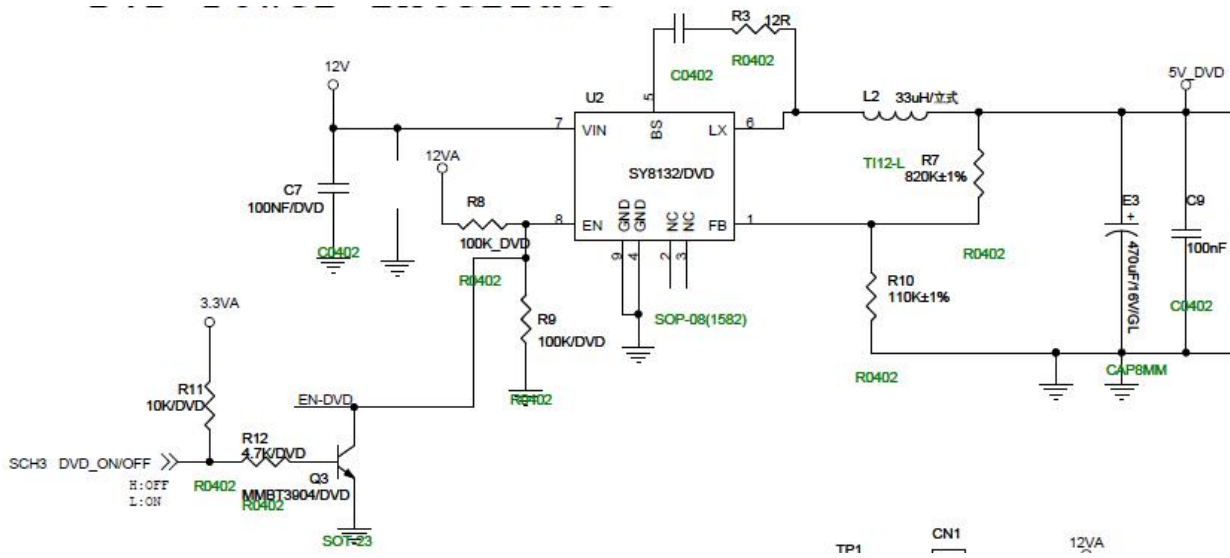 R3
12R
R0402
C0402
12V
5V_DVD
U2
L2
33uH/立式
5
7
VIN
BS
LX
6
12VA
SY8132/DVD
TI12-L
R7
820K±1%
C7
100NF/DVD
R8
E3
+
C9
100nF
8
EN
GND
GND
NC
NC
FB
1
100K_DVD
C0402
R0402
9
4
2
3
R0402
R10
110K±1%
470uF/16V/GL
C0402
3.3VA
R9
100K/DVD
SOP-08(1582)
CAP8MM
R0402
R0402
R11
10K/DVD
EN-DVD
R12
4.7K/DVD
SCH3 DVD_ON/OFF
H:OFF
L:ON
R0402
Q3
MMBT3904/DVD
R0402
SOT-23
CN1
TP1
12VA